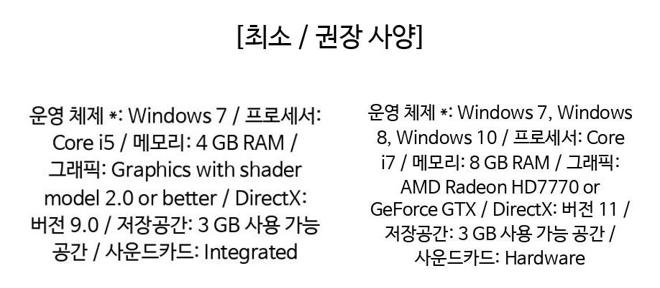 [최소 / 권장 사양]
운영 체제 *: Windows 7 / 프로세서:
Core i5 / 메모리: 4 GB RAM /
그래픽: Graphics with shader
model 2.0 or better / DirectX:
버전 9.0 / 저장공간: 3 GB 사용 가능
공간 / 사운드카드: Integrated
운영 체제 *: Windows 7, Windows
8, Windows 10 / 프로세서: Core
i7 / 메모리: 8 GB RAM / 그래픽:
AMD Radeon HD7770 or
GeForce GTX / DirectX: 버전 11 /
저장공간: 3 GB 사용 가능 공간 /
사운드카드: Hardware